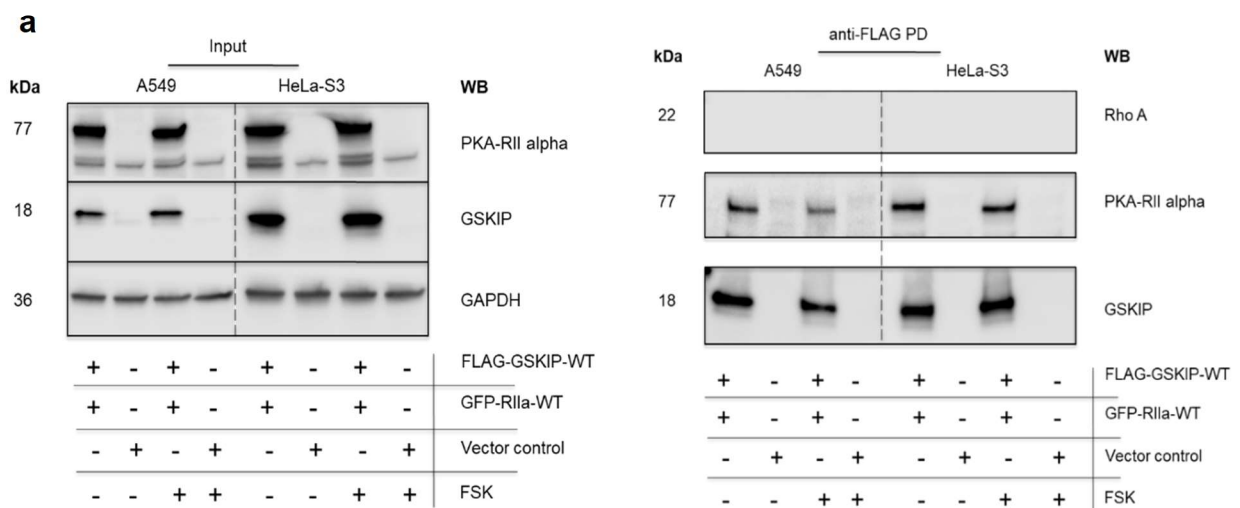 a
Input
kDa
A549
HeLa-S3
WB
77
PKA-RII alpha
18
GSKIP
36
GAPDH
+ - + - + - + - FLAG-GSKIP-WT
+ - + - + - + - GFP-RIIa-WT
- + - + - + - + Vector control
- - + + - - + + FSK
anti-FLAG PD
kDa
A549
HeLa-S3
WB
22
Rho A
77
PKA-RII alpha
18
GSKIP
+ - + - + - + - FLAG-GSKIP-WT
+ - + - + - + - GFP-RIIa-WT
- + - + - + - + Vector control
- - + + - - + + FSK